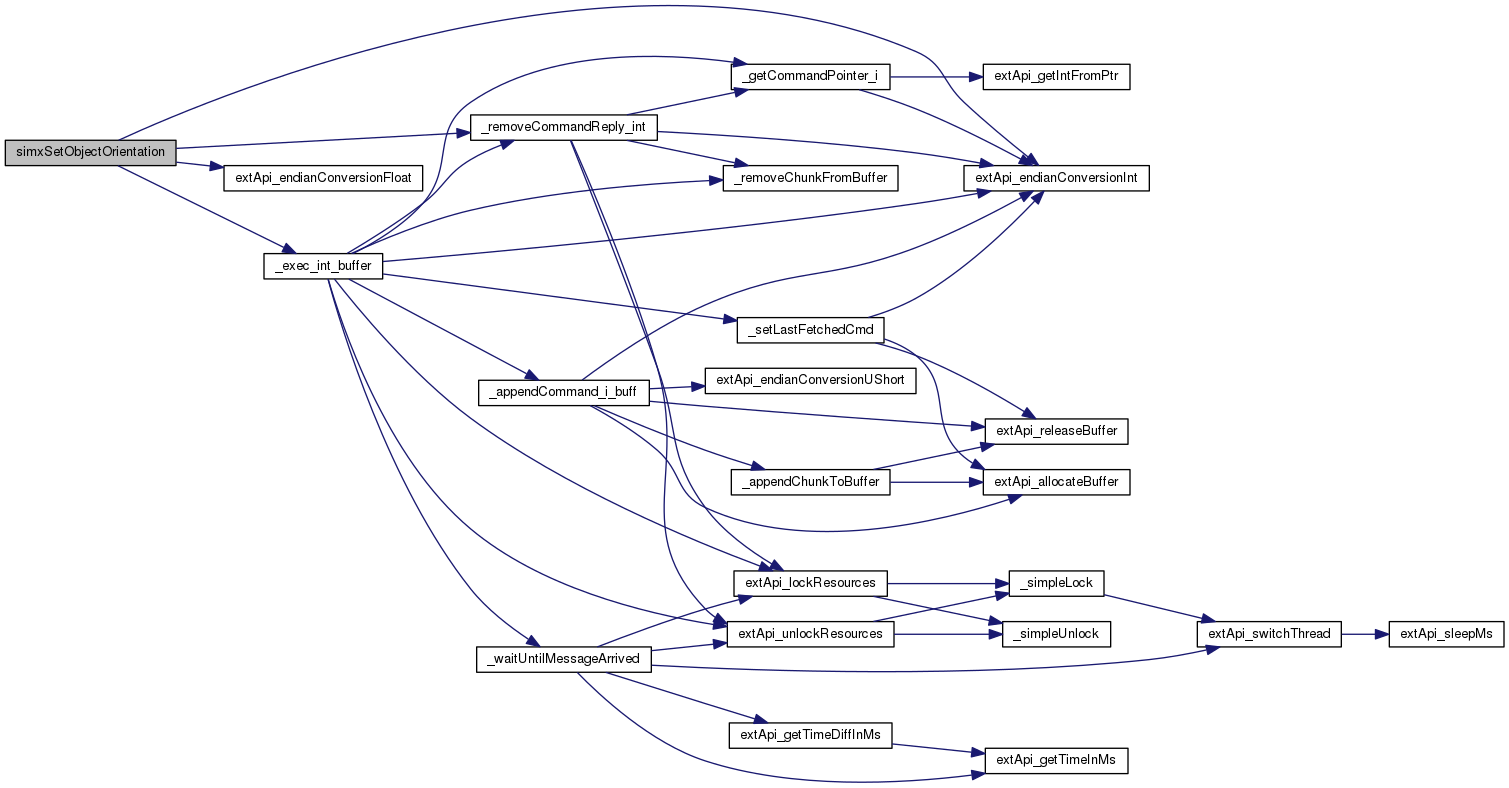 simxSetObjectOrientation
extApi_endianConversionFloat
_exec_int_buffer
_removeCommandReply_int
_appendCommand_i_buff
_waitUntilMessageArrived
_getCommandPointer_i
_removeChunkFromBuffer
_setLastFetchedCmd
extApi_endianConversionUShort
_appendChunkToBuffer
extApi_lockResources
extApi_unlockResources
extApi_getTimeDiffInMs
extApi_getIntFromPtr
extApi_endianConversionInt
extApi_releaseBuffer
extApi_allocateBuffer
_simpleLock
_simpleUnlock
extApi_getTimeInMs
extApi_switchThread
extApi_sleepMs